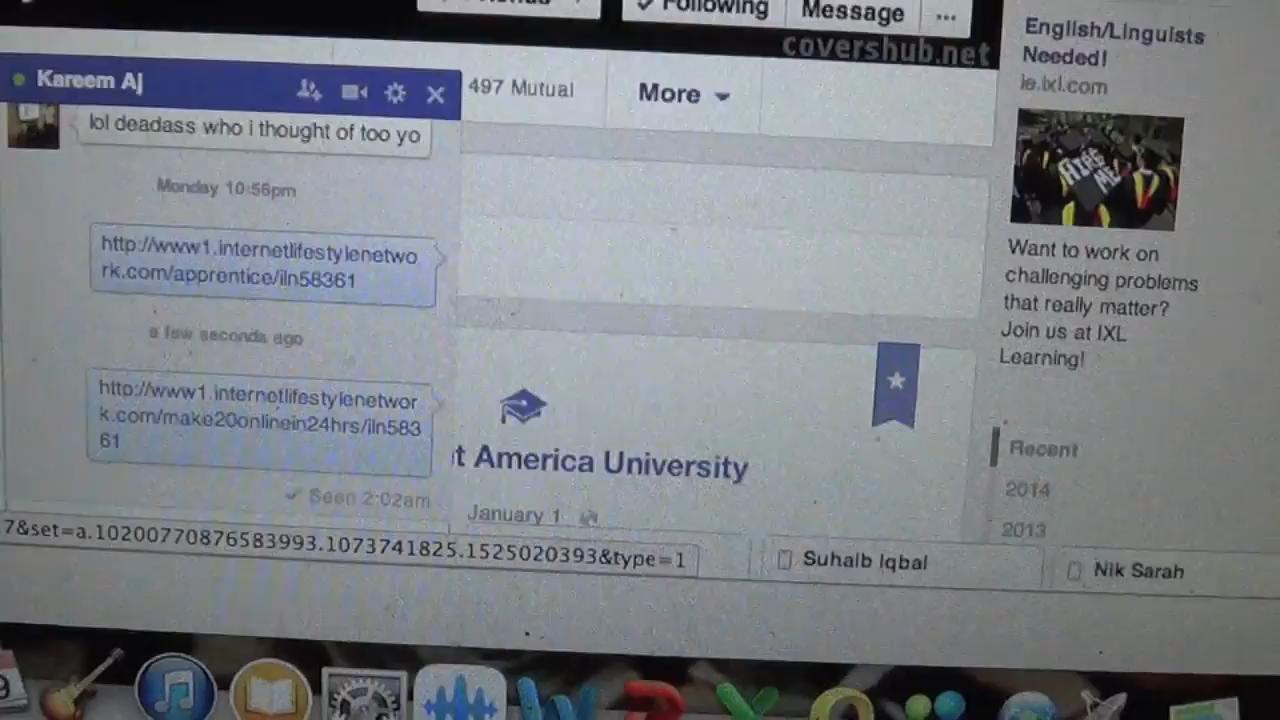 Following
Message
...
covershub.net
Kareem AJ
497 Mutual
More
lol deadass who i thought of too yo
Monday 10:56pm
http://www1.internetlifestylenetwo
rk.com/apprentice/iln58361
a few seconds ago
http://www1.internetlifestylenetwor
k.com/make20onlinein24hrs/iln583
61
Seen 2:02am
t America University
January 1
7&set=a.10200770876583993.1073741825.1525020393&type=1
Suhaib Iqbal
Nik Sarah
English/Linguists
Needed!
ie.ixl.com
HIRE
ME
Want to work on
challenging problems
that really matter?
Join us at IXL
Learning!
Recent
2014
2013